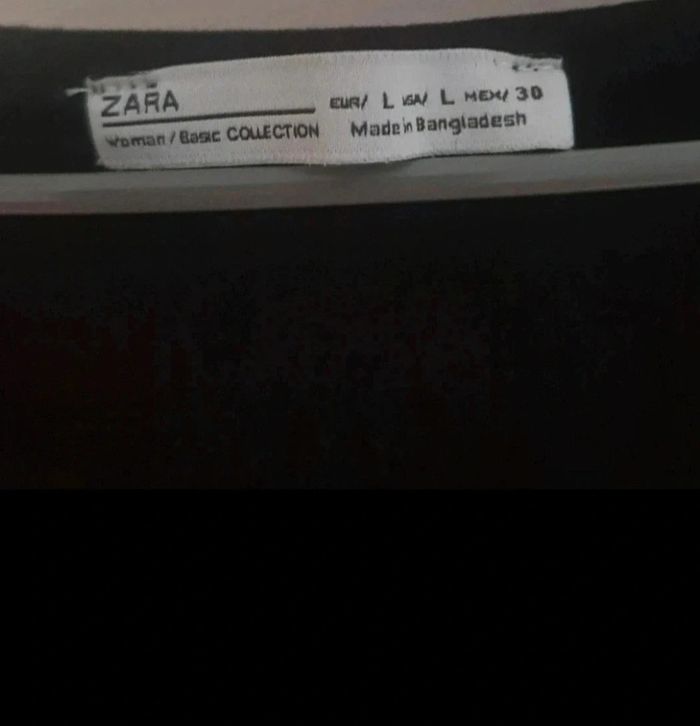 ZARA
Woman / Basic COLLECTION
EUR/ L USA/ L MEX/ 30
Made in Bangladesh